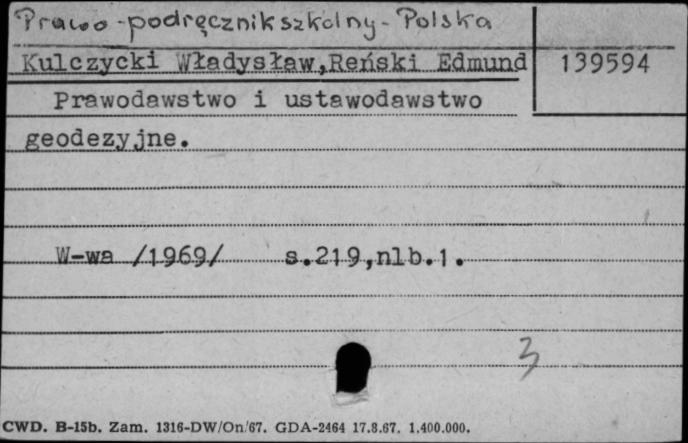 Prawo - podręcznik szkolny - Polska
Kulczycki Władysław,Reński Edmund
139594
Prawodawstwo i ustawodawstwo
geodezyjne.
W-wa /1969/ s.219,nlb.1.
3
CWD. B-15b. Zam. 1316-DW/On/67. GDA-2464 17.8.67. 1.400.000.